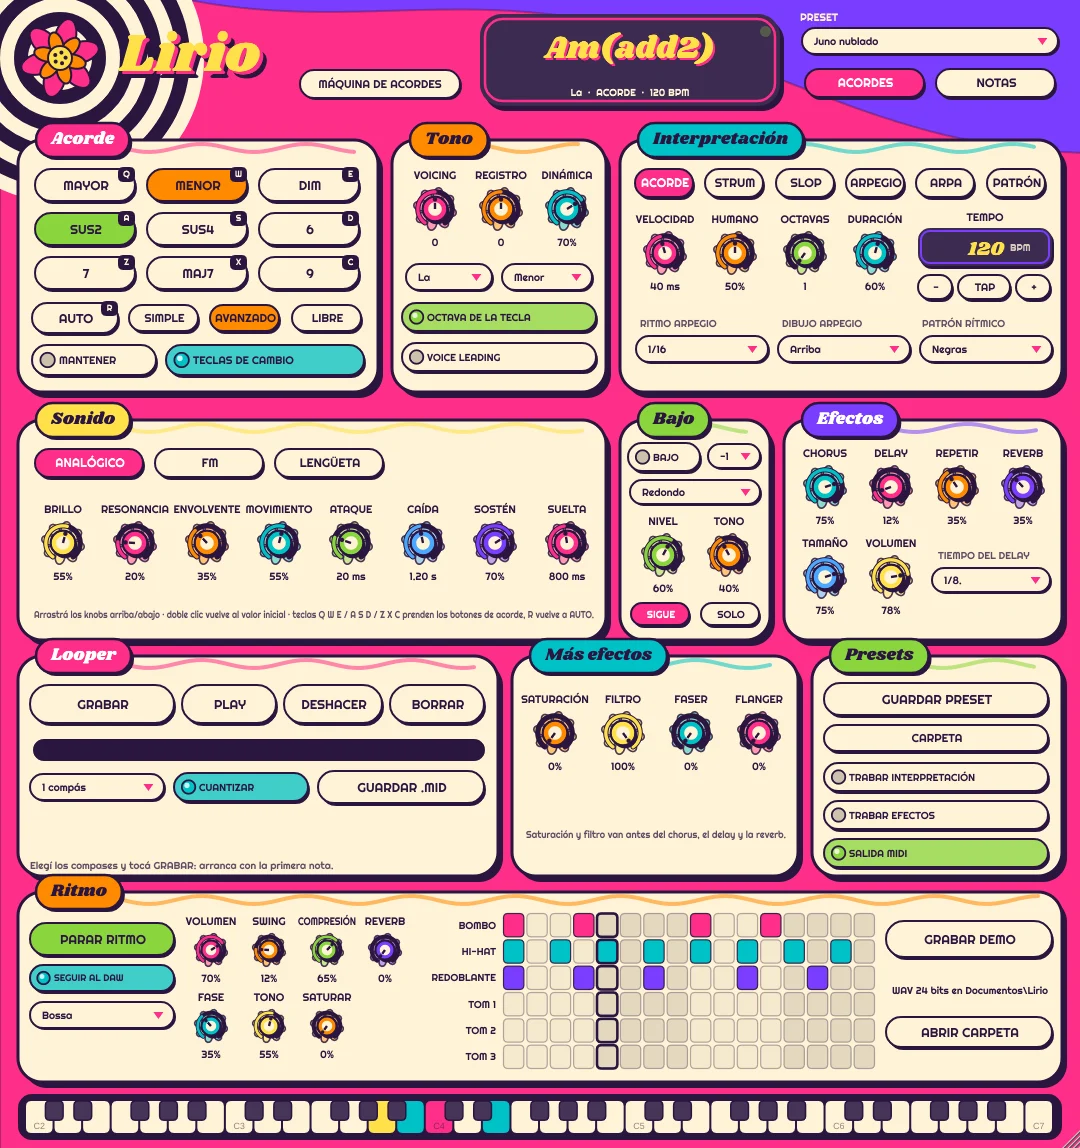 Lirio
MÁQUINA DE ACORDES
Am(add2)
La · ACORDE · 120 BPM
PRESET
Juno nublado
ACORDES
NOTAS
Acorde
MAYOR Q
MENOR W
DIM E
SUS2 A
SUS4 S
6 D
7 Z
MAJ7 X
9 C
AUTO R
SIMPLE
AVANZADO
LIBRE
MANTENER
TECLAS DE CAMBIO
Tono
VOICING REGISTRO DINÁMICA
0 0 70%
La
Menor
OCTAVA DE LA TECLA
VOICE LEADING
Interpretación
ACORDE STRUM SLOP ARPEGIO ARPA PATRÓN
VELOCIDAD HUMANO OCTAVAS DURACIÓN
40 ms 50% 1 60%
TEMPO
120 BPM
- TAP +
RITMO ARPEGIO DIBUJO ARPEGIO PATRÓN RÍTMICO
1/16 Arriba Negras
Sonido
ANALÓGICO FM LENGÜETA
BRILLO RESONANCIA ENVOLVENTE MOVIMIENTO ATAQUE CAÍDA SOSTÉN SUELTA
55% 20% 35% 55% 20 ms 1.20 s 70% 800 ms
Arrastrá los knobs arriba/abajo · doble clic vuelve al valor inicial · teclas Q W E / A S D / Z X C prenden los botones de acorde, R vuelve a AUTO.
Bajo
BAJO -1
Redondo
NIVEL TONO
60% 40%
SIGUE SOLO
Efectos
CHORUS DELAY REPETIR REVERB
75% 12% 35% 35%
TAMAÑO VOLUMEN
75% 78%
TIEMPO DEL DELAY
1/8.
Looper
GRABAR PLAY DESHACER BORRAR
1 compás
CUANTIZAR
GUARDAR .MID
Elegí los compases y tocá GRABAR: arranca con la primera nota.
Más efectos
SATURACIÓN FILTRO FASER FLANGER
0% 100% 0% 0%
Saturación y filtro van antes del chorus, el delay y la reverb.
Presets
GUARDAR PRESET
CARPETA
TRABAR INTERPRETACIÓN
TRABAR EFECTOS
SALIDA MIDI
Ritmo
PARAR RITMO
SEGUIR AL DAW
Bossa
VOLUMEN SWING COMPRESIÓN REVERB
70% 12% 65% 0%
FASE TONO SATURAR
35% 55% 0%
BOMBO
HI-HAT
REDOBLANTE
TOM 1
TOM 2
TOM 3
GRABAR DEMO
WAV 24 bits en Documentos\Lirio
ABRIR CARPETA
C2 C3 C4 C5 C6 C7